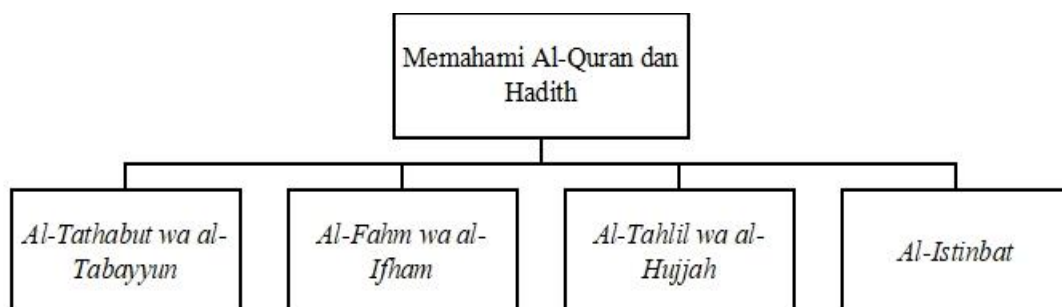 Memahami Al-Quran dan
Hadith
Al-Tathabut wa al-
Tabayyun
Al-Fahm wa al-
Ifham
Al-Tahlil wa al-
Hujjah
Al-Istinbat